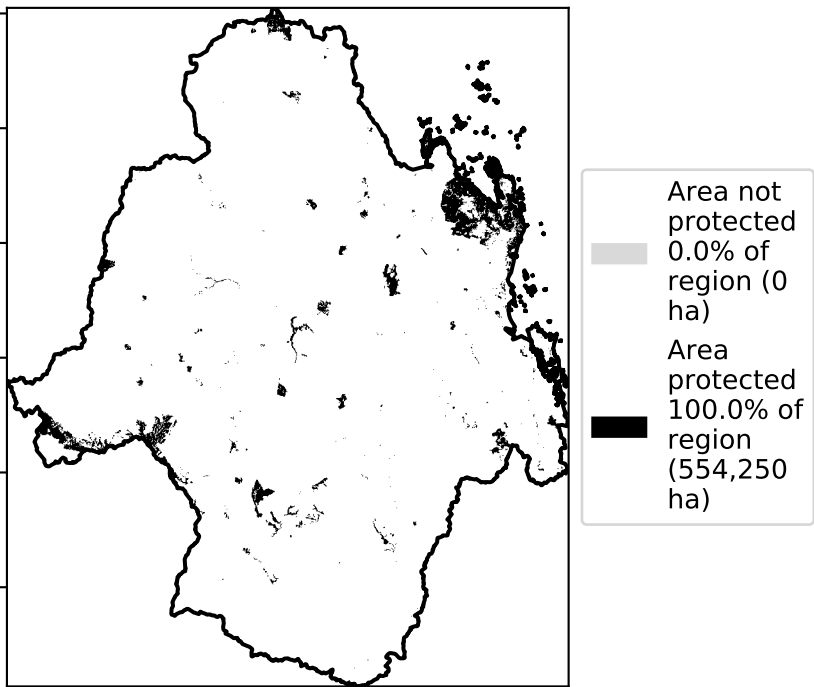 Area not
protected
0.0% of
region (0
ha)
Area
protected
100.0% of
region
(554,250
ha)